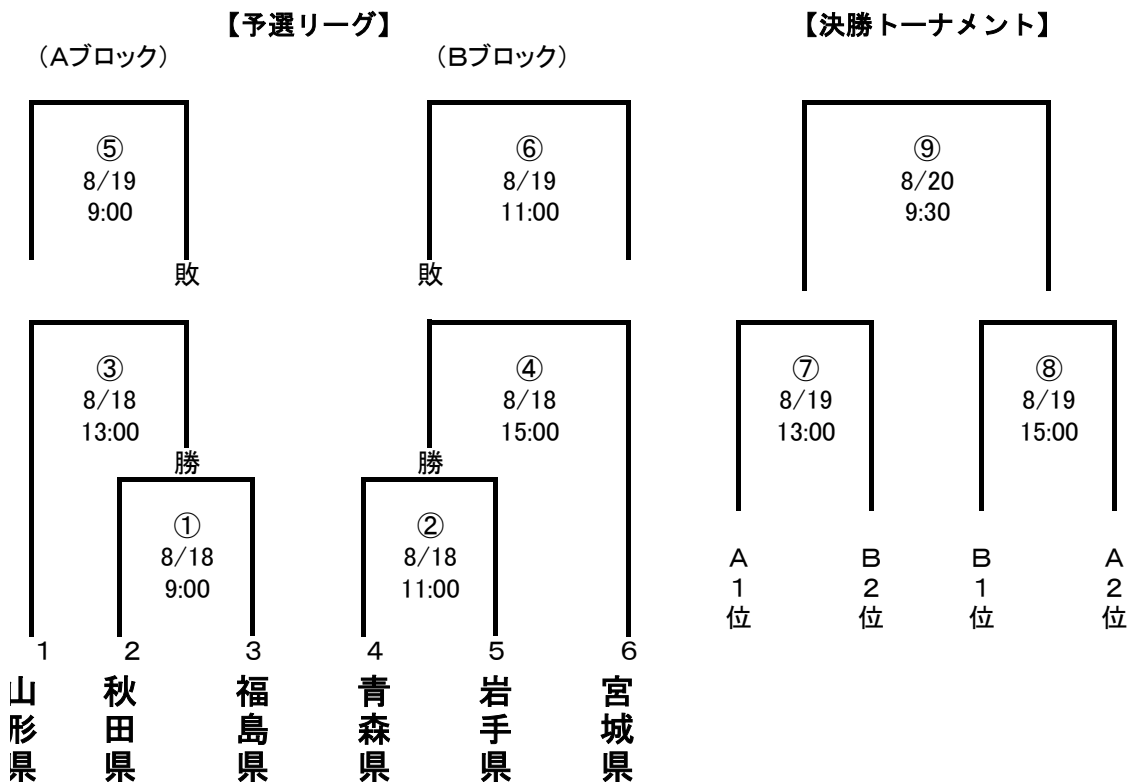 【予選リーグ】
（Aブロック）
（Bブロック）
⑤
8/19
9:00
敗
⑥
8/19
11:00
敗
③
8/18
13:00
勝
④
8/18
15:00
勝
①
8/18
9:00
②
8/18
11:00
1
2
3
4
5
6
山形県
秋田県
福島県
青森県
岩手県
宮城県
【決勝トーナメント】
⑨
8/20
9:30
⑦
8/19
13:00
⑧
8/19
15:00
A1位
B2位
B1位
A2位